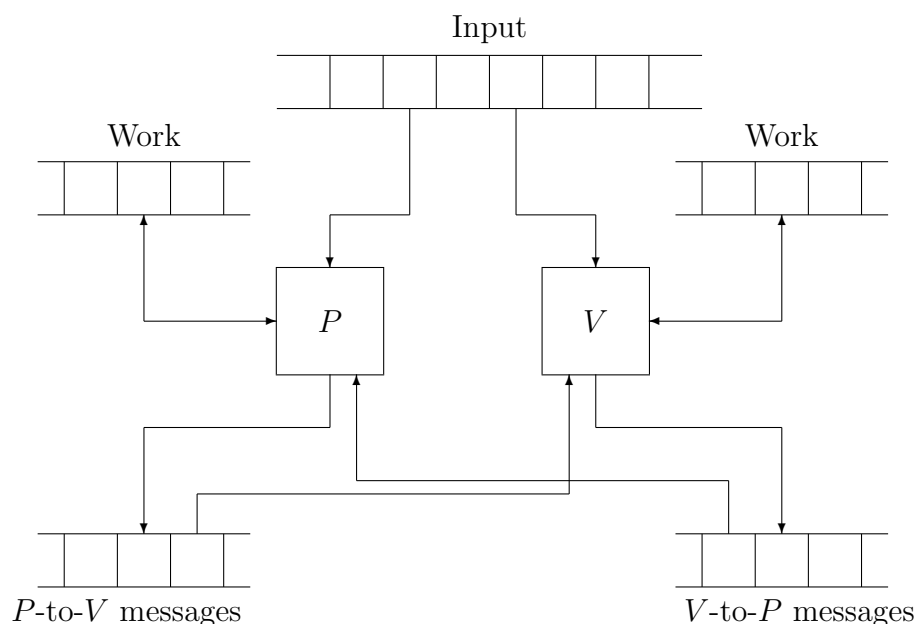 Input
Work
Work
P
V
P-to-V messages
V-to-P messages